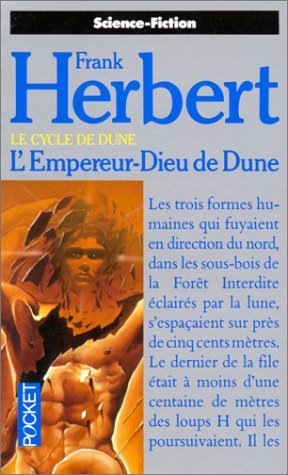 Science-Fiction
Frank
Herbert
LE CYCLE DE DUNE
L'Empereur-Dieu de Dune
Les trois formes hu-
maines qui fuyaient
en direction du nord,
dans les sous-bois de
la Forêt Interdite
éclairés par la lune,
s'espaçaient sur près
de cinq cents mètres.
Le dernier de la file
était à moins d'une
centaine de mètres
des loups H qui les
poursuivaient. Il les
POCKET